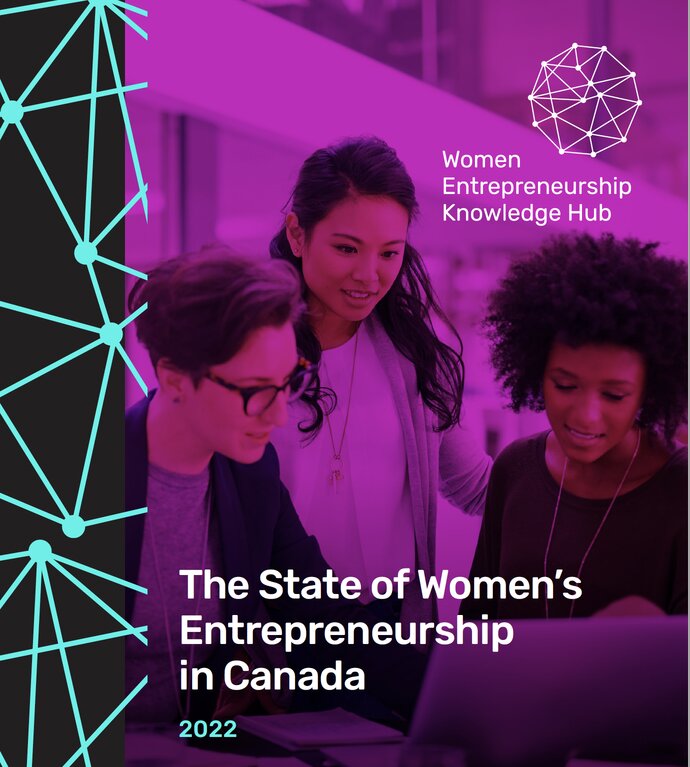 Women
Entrepreneurship
Knowledge Hub
The State of Women’s
Entrepreneurship
in Canada
2022